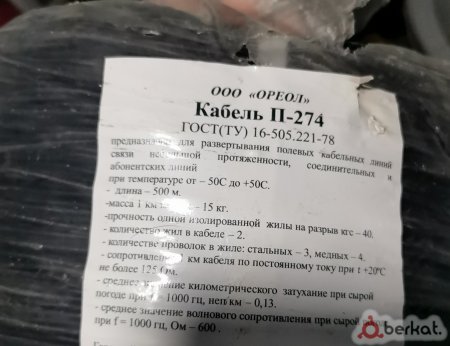 ООО «ОРЕОЛ»
Кабель П-274
ГОСТ(ТУ) 16-505.221-78
предназначен для развертывания полевых кабельных линий
связи небольшой протяженности, соединительных и
абонентских линий
при температуре от – 50С до +50С.
- длина – 500 м.
-масса 1 км – 15 кг.
-прочность одной изолированной жилы на разрыв кгс – 40.
- количество жил в кабеле – 2.
- количество проволок в жиле: стальных – 3, медных – 4.
- сопротивление 1 км кабеля по постоянному току при t +20°С
не более 125 Ом.
- среднее значение километрического затухание при сырой
погоде при f = 1000 гц, неп/км – 0,13.
- среднее значение волнового сопротивления при сырой
при f = 1000 Гц, Ом – 600 .
berkat.